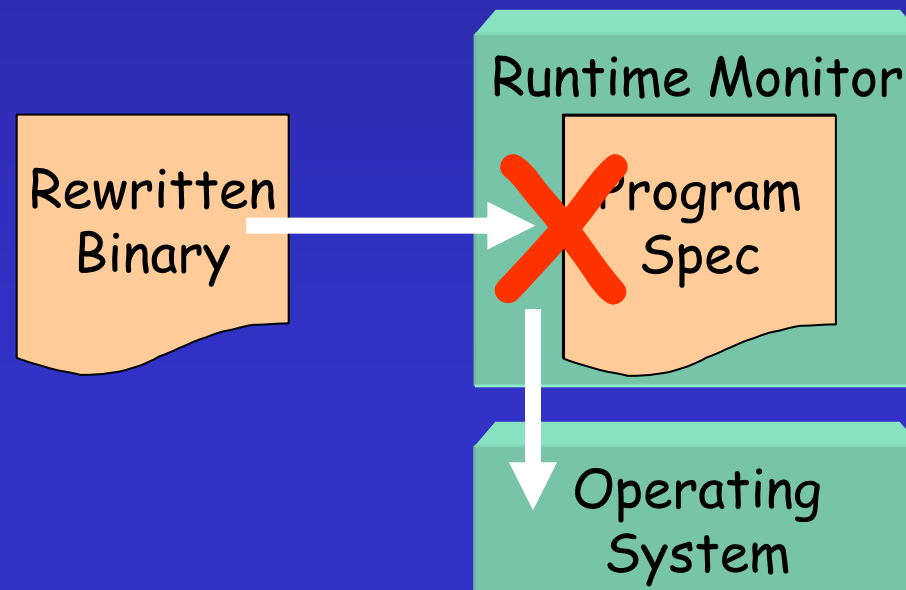 Runtime Monitor
Rewritten
Binary
Program
Spec
Operating
System